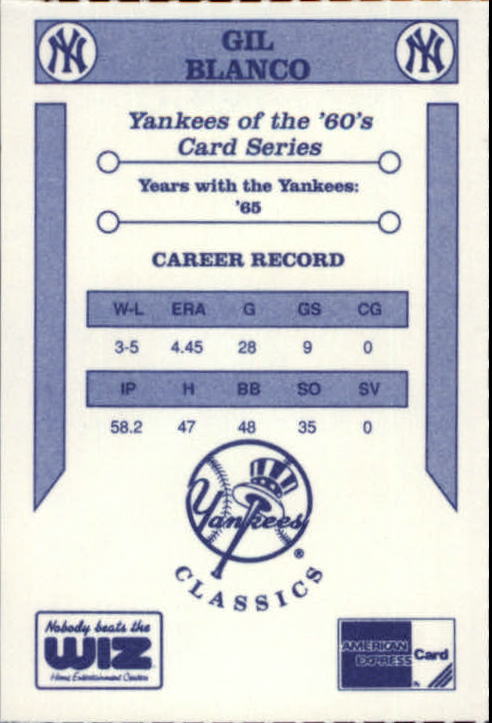 GIL
BLANCO
NY
NY
Yankees of the '60's
Card Series
Years with the Yankees:
'65
CAREER RECORD
W-L ERA G GS CG
3-5 4.45 28 9 0
IP H BB SO SV
58.2 47 48 35 0
Yankees
®
CLASSICS
Nobody beats the
WIZ
Home Entertainment Centers
AMERICAN
EXPRESS
Card